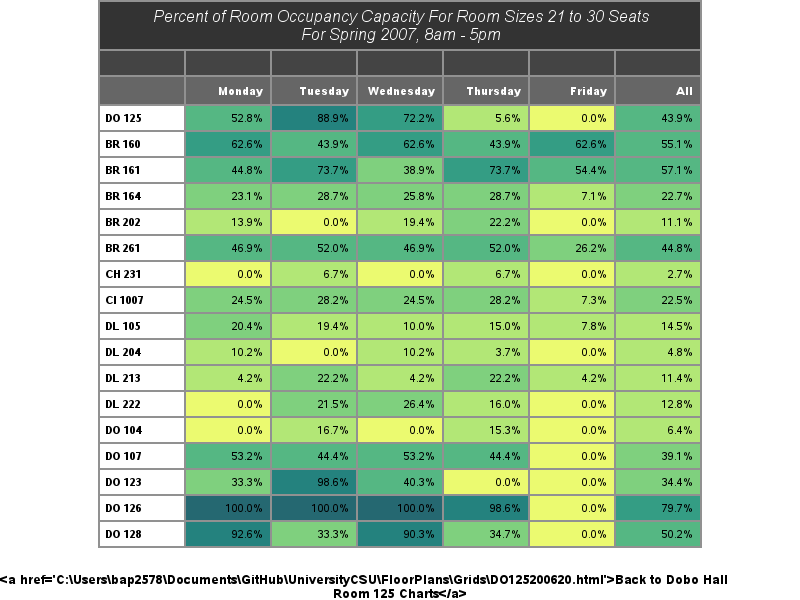 Percent of Room Occupancy Capacity For Room Sizes 21 to 30 Seats
For Spring 2007, 8am - 5pm
Monday Tuesday Wednesday Thursday Friday All
DO 125 52.8% 88.9% 72.2% 5.6% 0.0% 43.9%
BR 160 62.6% 43.9% 62.6% 43.9% 62.6% 55.1%
BR 161 44.8% 73.7% 38.9% 73.7% 54.4% 57.1%
BR 164 23.1% 28.7% 25.8% 28.7% 7.1% 22.7%
BR 202 13.9% 0.0% 19.4% 22.2% 0.0% 11.1%
BR 261 46.9% 52.0% 46.9% 52.0% 26.2% 44.8%
CH 231 0.0% 6.7% 0.0% 6.7% 0.0% 2.7%
CI 1007 24.5% 28.2% 24.5% 28.2% 7.3% 22.5%
DL 105 20.4% 19.4% 10.0% 15.0% 7.8% 14.5%
DL 204 10.2% 0.0% 10.2% 3.7% 0.0% 4.8%
DL 213 4.2% 22.2% 4.2% 22.2% 4.2% 11.4%
DL 222 0.0% 21.5% 26.4% 16.0% 0.0% 12.8%
DO 104 0.0% 16.7% 0.0% 15.3% 0.0% 6.4%
DO 107 53.2% 44.4% 53.2% 44.4% 0.0% 39.1%
DO 123 33.3% 98.6% 40.3% 0.0% 0.0% 34.4%
DO 126 100.0% 100.0% 100.0% 98.6% 0.0% 79.7%
DO 128 92.6% 33.3% 90.3% 34.7% 0.0% 50.2%
<a href='C:\Users\bap2578\Documents\GitHub\UniversityCSU\FloorPlans\Grids\DO125200620.html'>Back to Dobo Hall
Room 125 Charts</a>